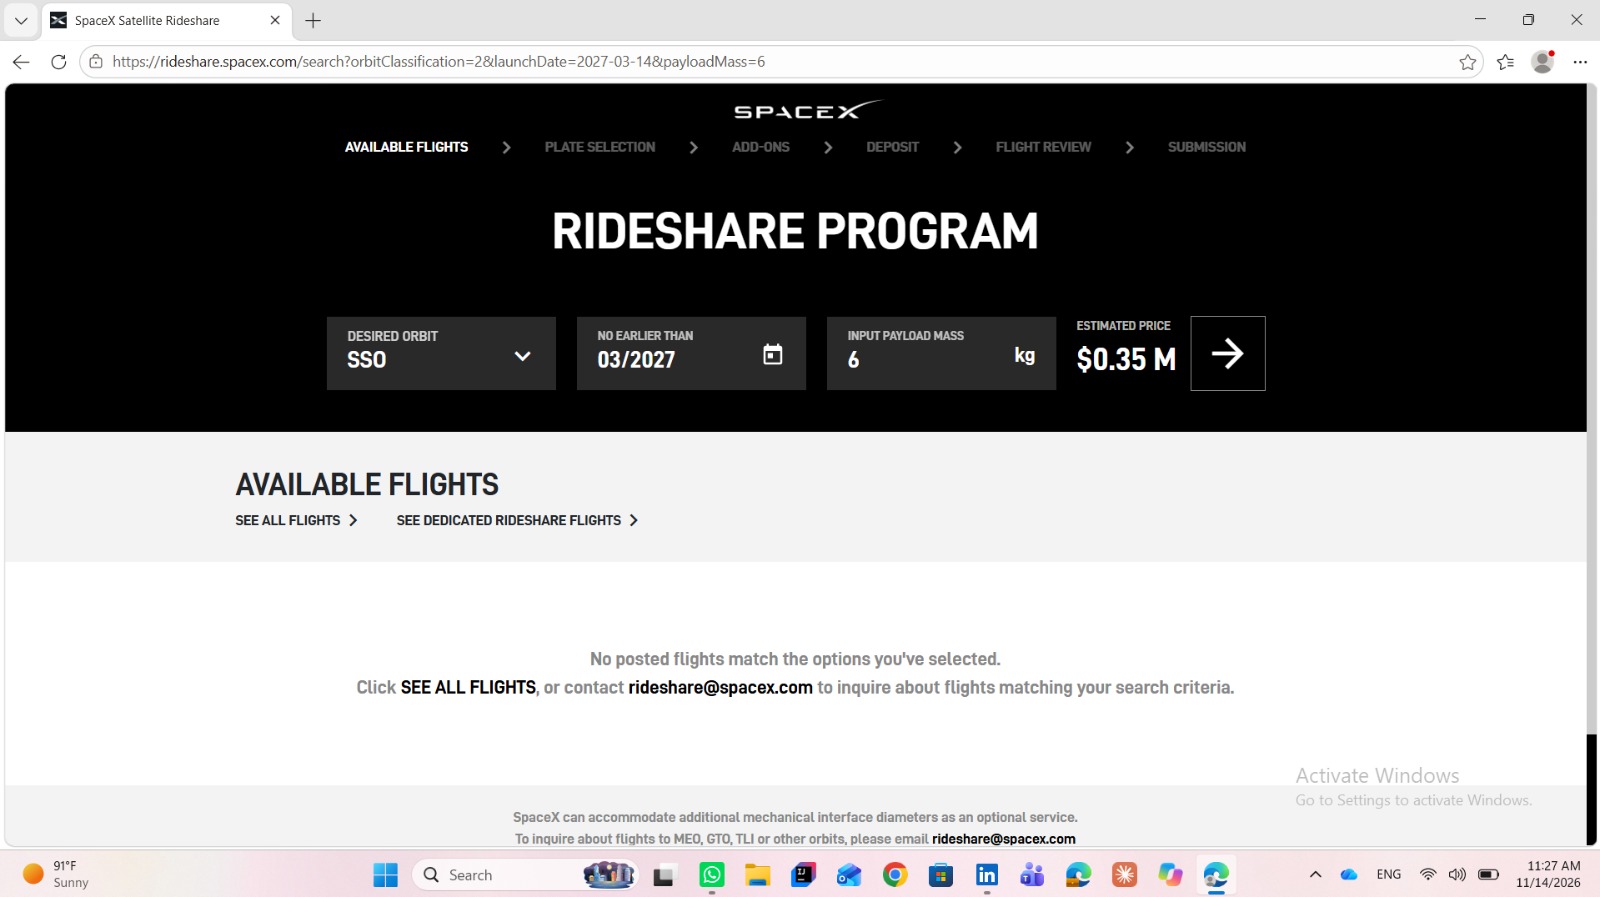 SpaceX Satellite Rideshare
https://rideshare.spacex.com/search?orbitClassification=2&launchDate=2027-03-14&payloadMass=6
SPACEX
AVAILABLE FLIGHTS
PLATE SELECTION
ADD-ONS
DEPOSIT
FLIGHT REVIEW
SUBMISSION
RIDESHARE PROGRAM
DESIRED ORBIT
SSO
NO EARLIER THAN
03/2027
INPUT PAYLOAD MASS
6
kg
ESTIMATED PRICE
$0.35 M
AVAILABLE FLIGHTS
SEE ALL FLIGHTS
SEE DEDICATED RIDESHARE FLIGHTS
No posted flights match the options you've selected.
Click SEE ALL FLIGHTS, or contact rideshare@spacex.com to inquire about flights matching your search criteria.
Activate Windows
Go to Settings to activate Windows.
SpaceX can accommodate additional mechanical interface diameters as an optional service.
To inquire about flights to MEO, GTO, TLI or other orbits, please email rideshare@spacex.com
91°F
Sunny
Search
ENG
11:27 AM
11/14/2026